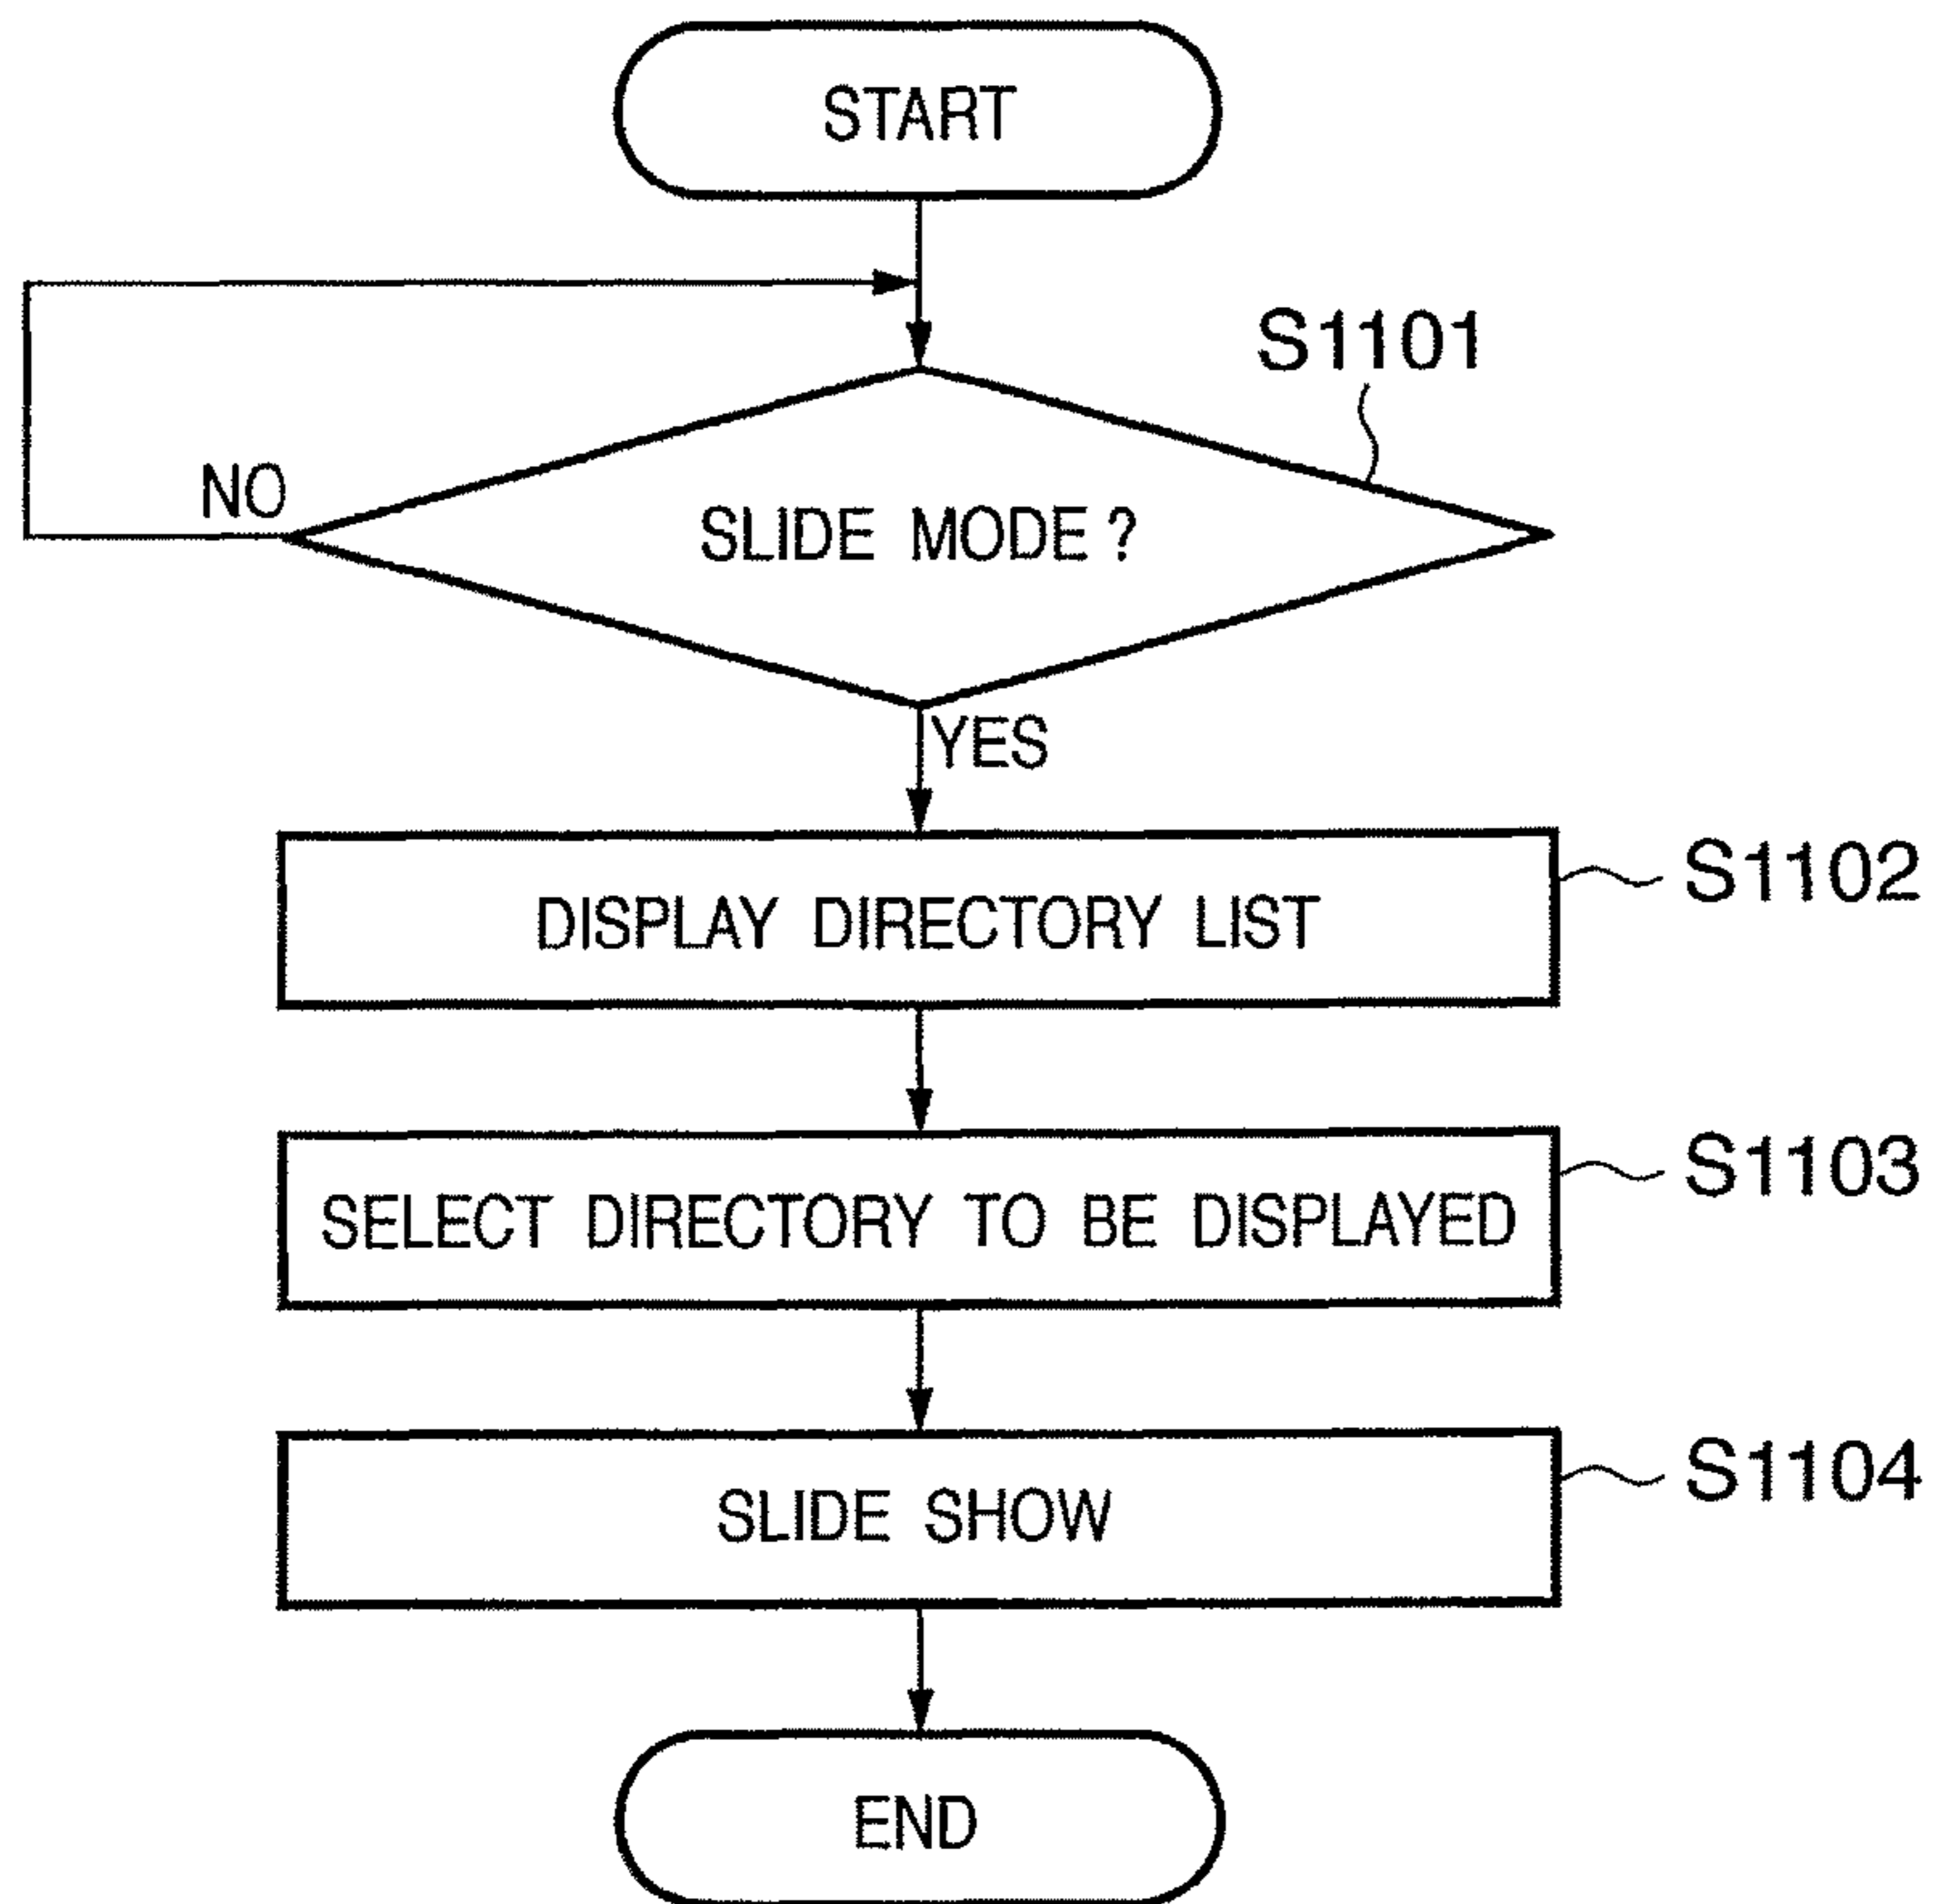 START
S1101
NO
SLIDE MODE?
YES
DISPLAY DIRECTORY LIST
S1102
SELECT DIRECTORY TO BE DISPLAYED
S1103
SLIDE SHOW
S1104
END